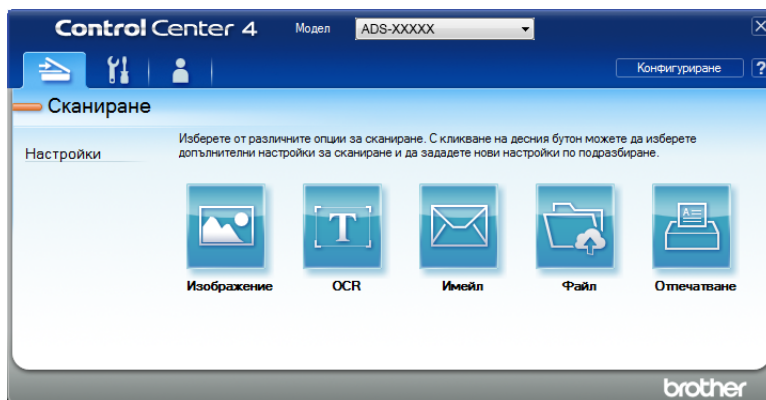 ControlCenter 4
Модел
ADS-XXXXX
Конфигуриране
?
Сканиране
Настройки
Изберете от различните опции за сканиране. С кликване на десния бутон можете да изберете
допълнителни настройки за сканиране и да зададете нови настройки по подразбиране.
T
A
Изображение
OCR
Имейл
Файл
Отпечатване
brother